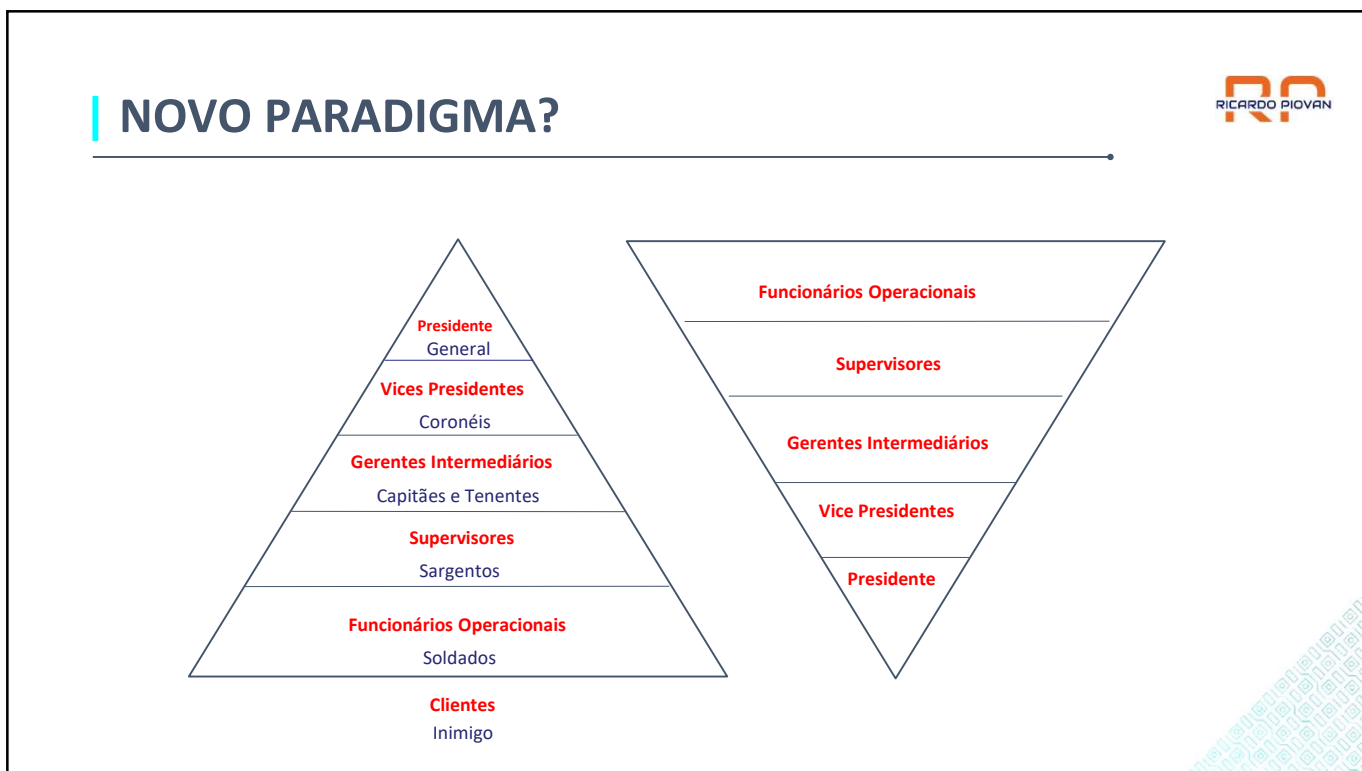 NOVO PARADIGMA?
RP
RICARDO PIOVAN
Presidente
General
Vices Presidentes
Coronéis
Gerentes Intermediários
Capitães e Tenentes
Supervisores
Sargentos
Funcionários Operacionais
Soldados
Clientes
Inimigo
Funcionários Operacionais
Supervisores
Gerentes Intermediários
Vice Presidentes
Presidente